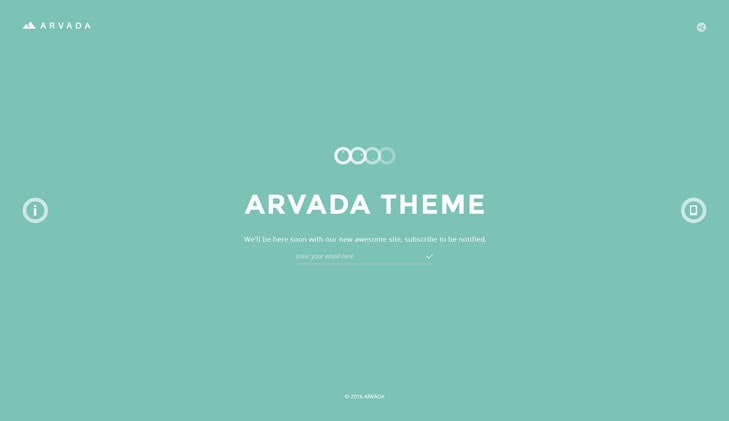 ARVADA
ARVADA THEME
We'll be here soon with our new awesome site, subscribe to be notified.
Enter your email here
© 2016 ARVADA